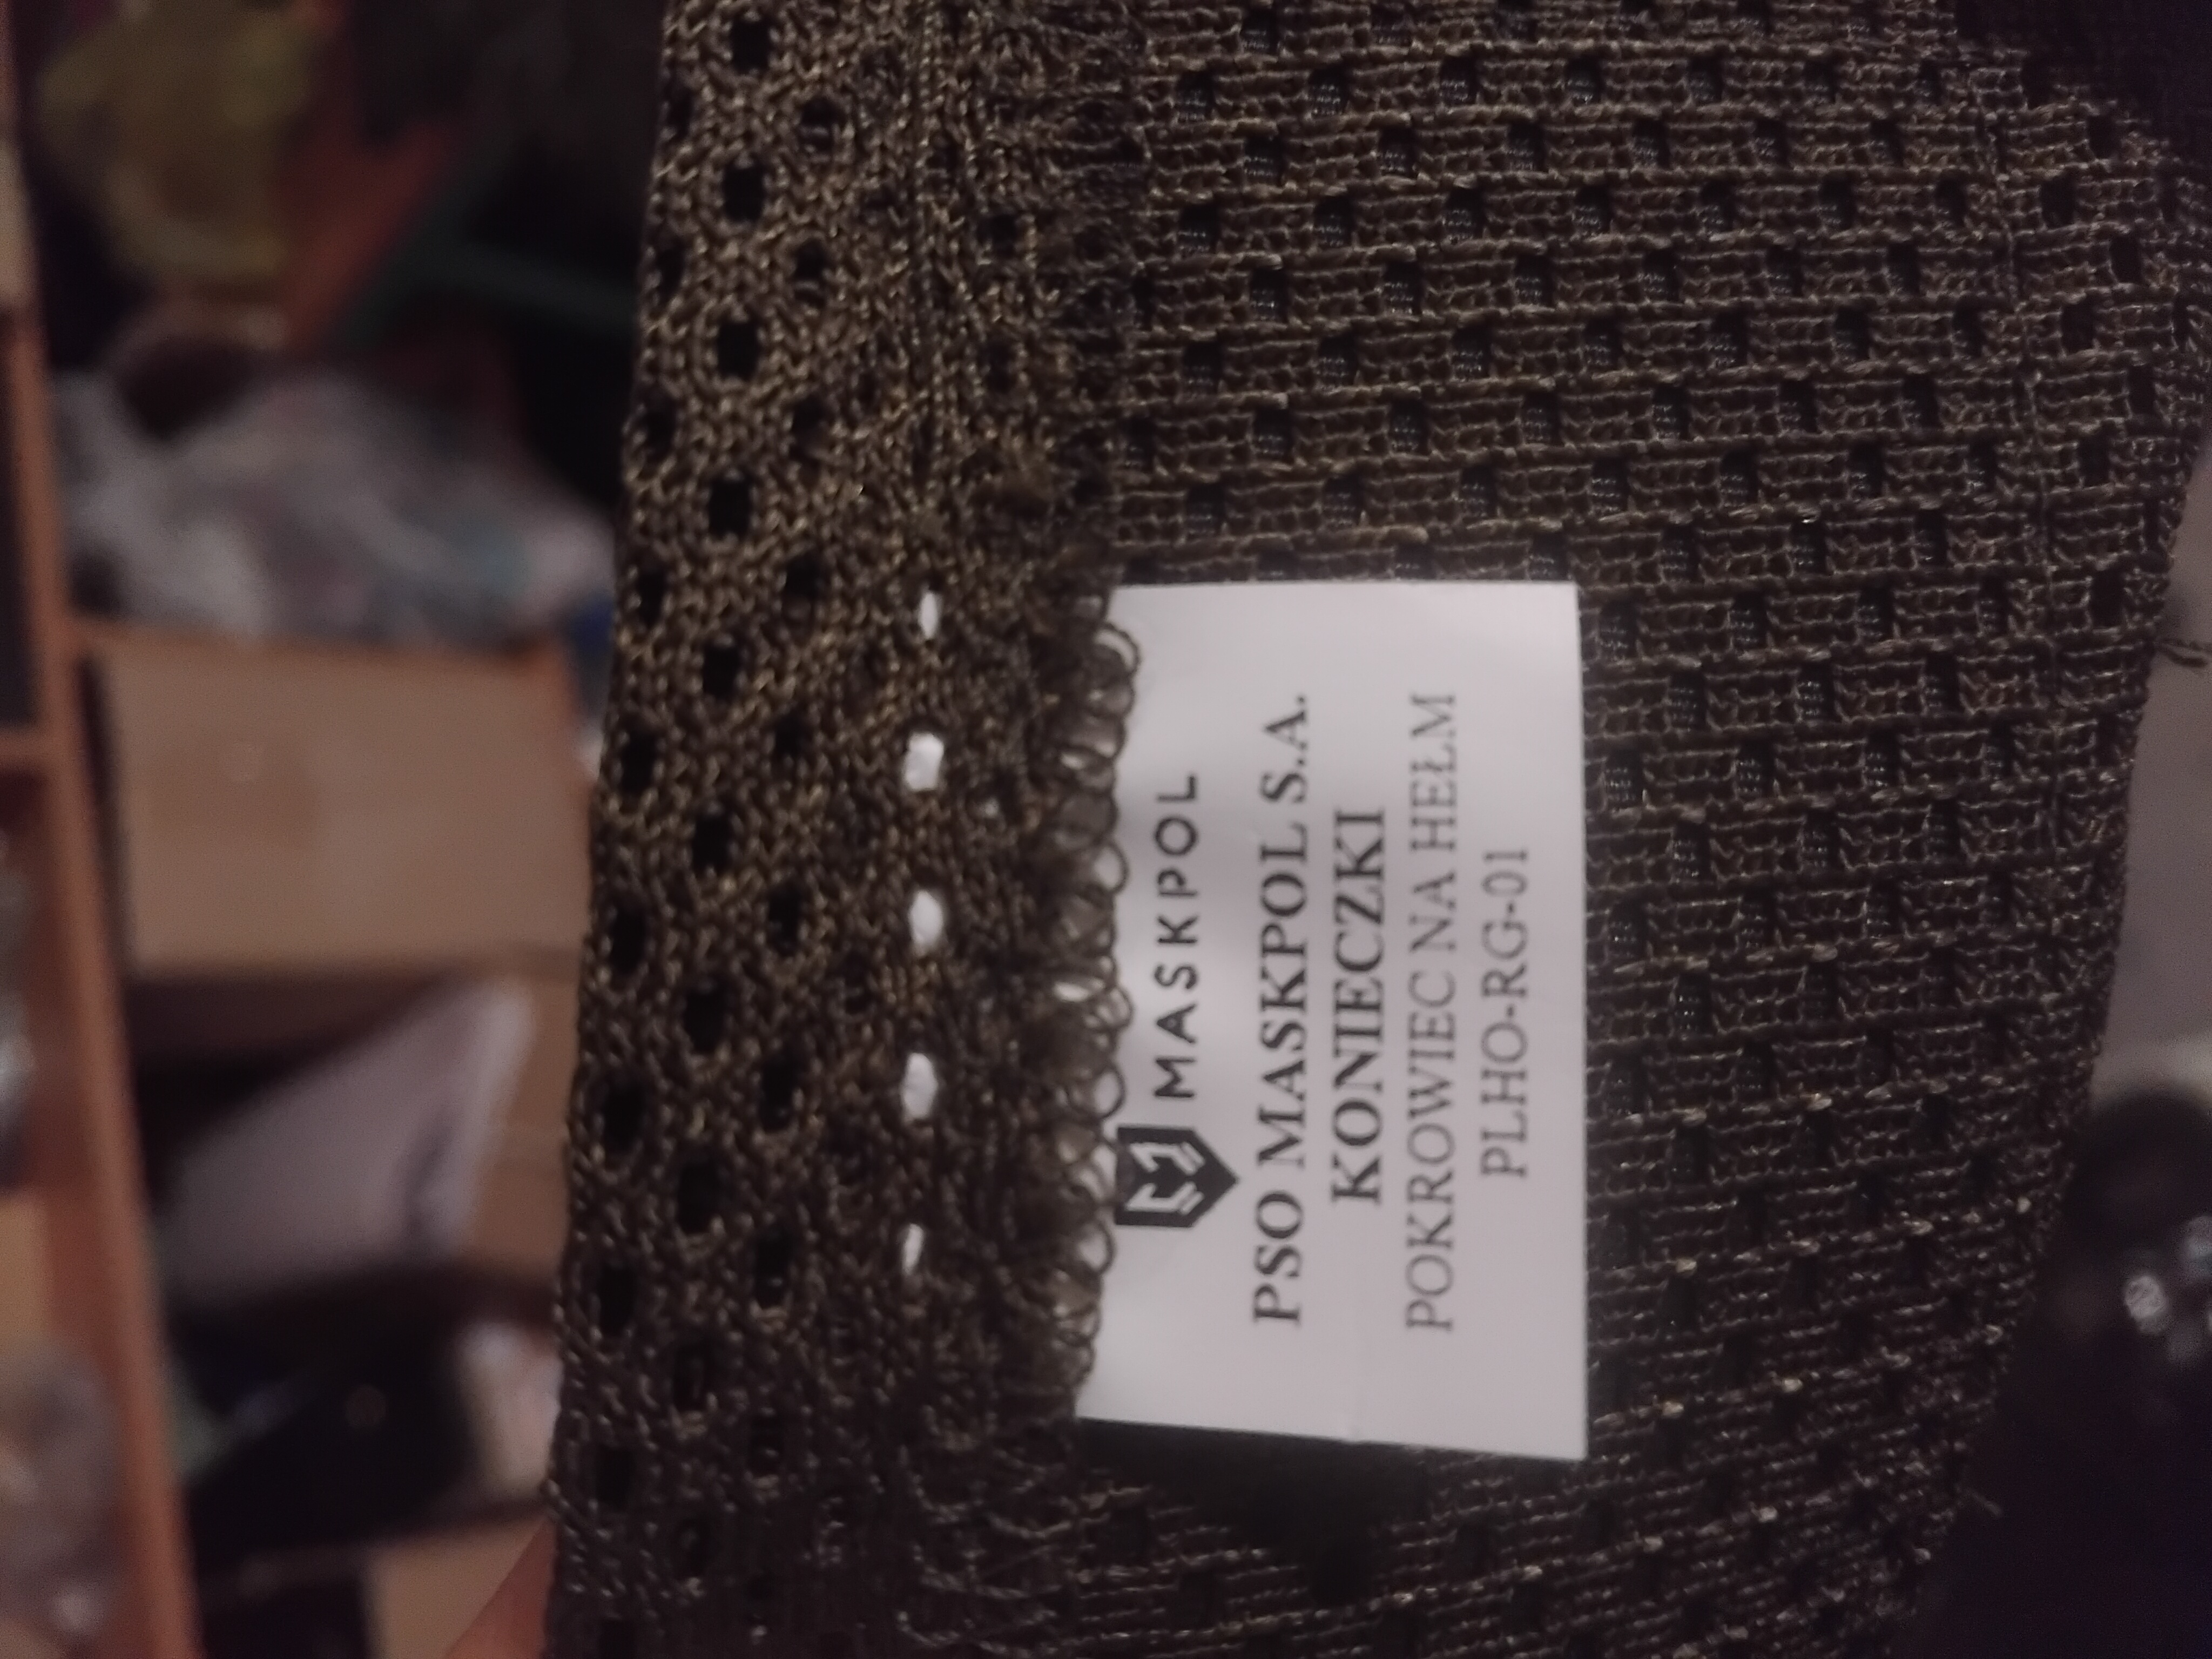 MASKPOL
PSO MASKPOL S.A.
KONIECZKI
POKROWIEC NA HEŁM
PLHO-RG-01